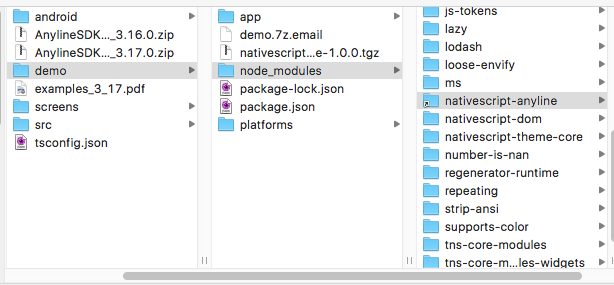 android
AnylineSDK..._3.16.0.zip
AnylineSDK..._3.17.0.zip
demo
examples_3_17.pdf
screens
src
tsconfig.json
app
demo.7z.email
nativescript...e-1.0.0.tgz
node_modules
package-lock.json
package.json
platforms
js-tokens
lazy
lodash
loose-envify
ms
nativescript-anyline
nativescript-dom
nativescript-theme-core
number-is-nan
regenerator-runtime
repeating
strip-ansi
supports-color
tns-core-modules
tns-core-m...les-widgets